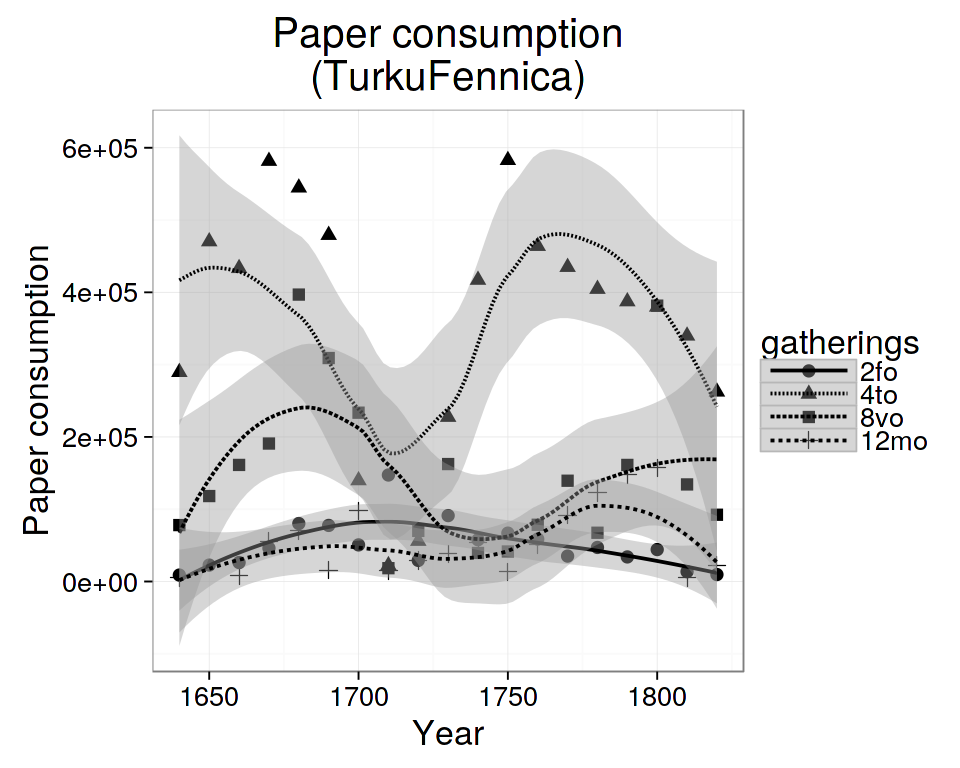 Paper consumption
(TurkuFennica)
6e+05
4e+05
2e+05
0e+00
Paper consumption
1650 1700 1750 1800
Year
gatherings
2fo
4to
8vo
12mo